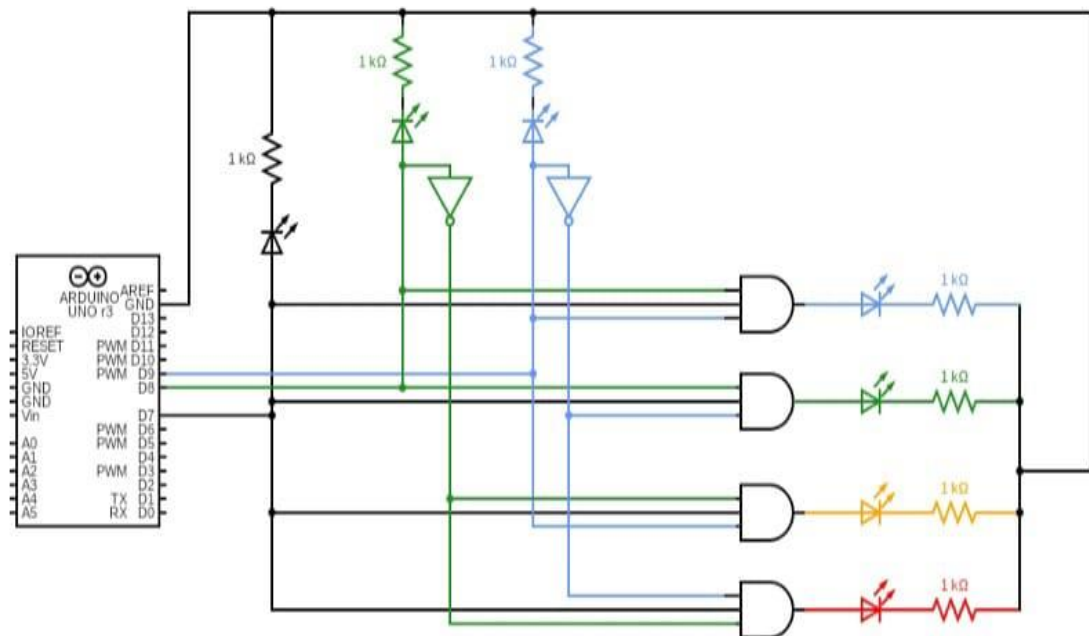 1 kΩ
1 kΩ
1 kΩ
ARDUINO
UNO r3
AREF
GND
D13
D12
IOREF
PWM D11
RESET
PWM D10
3.3V
PWM D9
5V
D8
GND
GND
D7
Vin
PWM D6
PWM D5
A0
D4
A1
PWM D3
A2
D2
A3
TX D1
A4
RX D0
A5
1 kΩ
1 kΩ
1 kΩ
1 kΩ